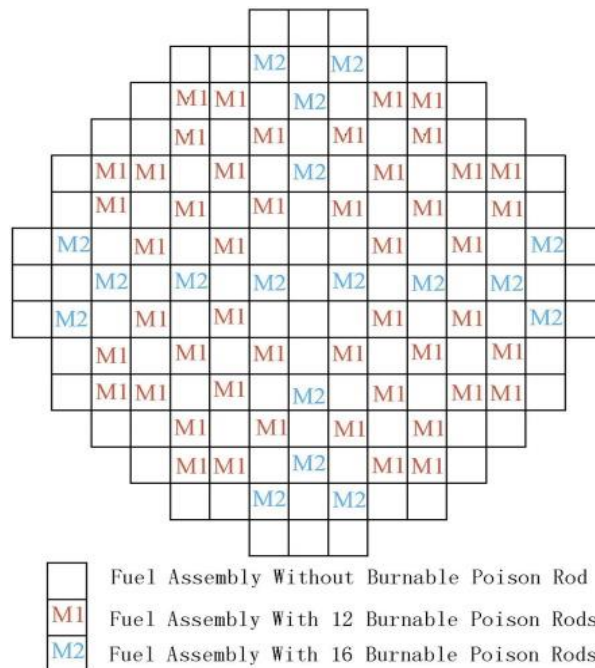 M2 M2
M1 M1 M2 M1 M1
M1 M1 M1 M1
M1 M1 M1 M2 M1 M1 M1
M1 M1 M1 M1 M1 M1
M2 M1 M1 M1 M1 M2
M2 M2 M2 M2 M2 M2
M2 M1 M1 M1 M1 M2
M1 M1 M1 M1 M1 M1
M1 M1 M1 M2 M1 M1 M1
M1 M1 M1 M1
M1 M1 M2 M1 M1
M2 M2
Fuel Assembly Without Burnable Poison Rod
M1 Fuel Assembly With 12 Burnable Poison Rods
M2 Fuel Assembly With 16 Burnable Poison Rods